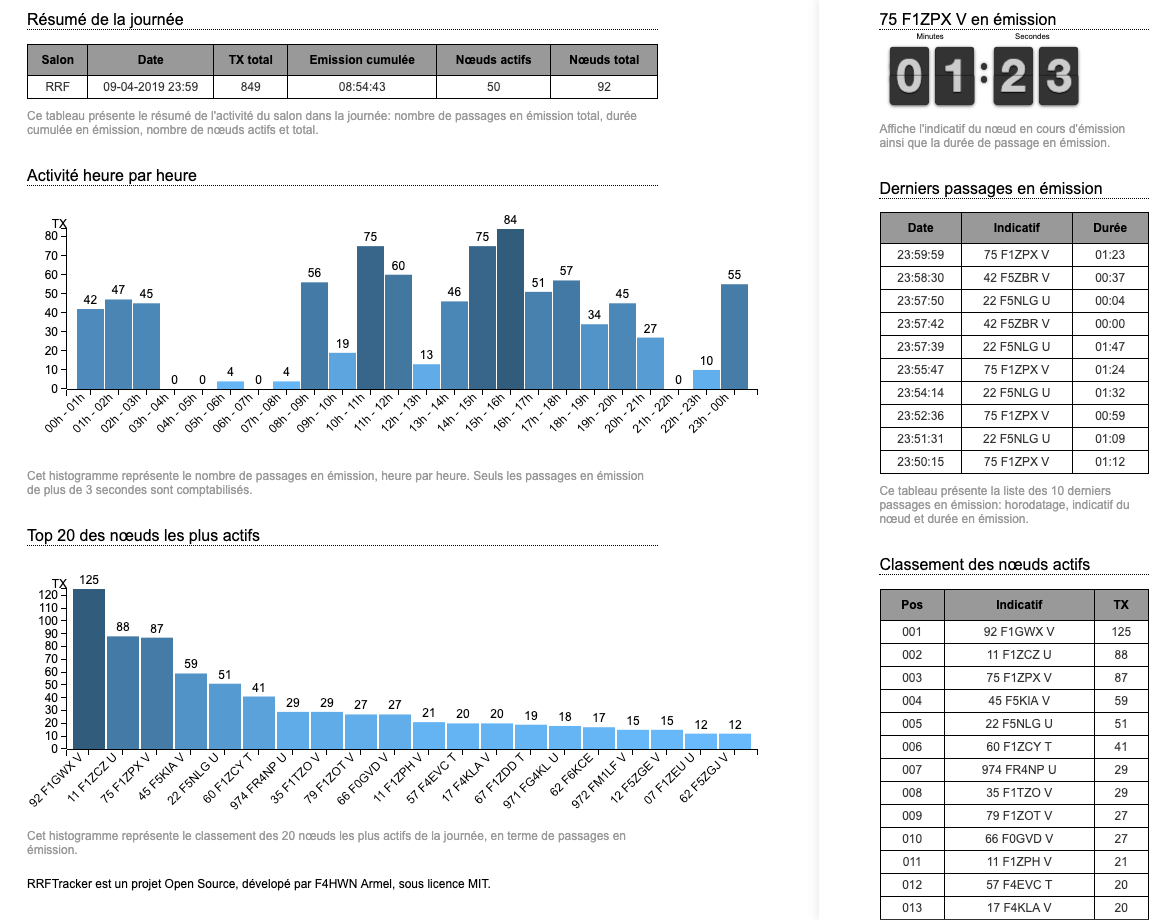 Résumé de la journée
Salon Date TX total Emission cumulée Nœuds actifs Nœuds total
RRF 09-04-2019 23:59 849 08:54:43 50 92
Ce tableau présente le résumé de l'activité du salon dans la journée: nombre de passages en émission total, durée
cumulée en émission, nombre de nœuds actifs et total.
Activité heure par heure
TX
80
70
60
50
40
30
20
10
0
42 47 45 0 0 4 0 4 56 19 75 60 13 46 75 84 51 57 34 45 27 0 10 55
00h - 01h 01h - 02h 02h - 03h 03h - 04h 04h - 05h 05h - 06h 06h - 07h 07h - 08h 08h - 09h 09h - 10h 10h - 11h 11h - 12h 12h - 13h 13h - 14h 14h - 15h 15h - 16h 16h - 17h 17h - 18h 18h - 19h 19h - 20h 20h - 21h 21h - 22h 22h - 23h 23h - 00h
Cet histogramme représente le nombre de passages en émission, heure par heure. Seuls les passages en émission
de plus de 3 secondes sont comptabilisés.
Top 20 des nœuds les plus actifs
TX
120
110
100
90
80
70
60
50
40
30
20
10
0
125 88 87 59 51 41 29 29 27 27 21 20 20 19 18 17 15 15 12 12
92 F1GWX V 11 F1ZCZ U 75 F1ZPX V 45 F5KIA V 22 F5NLG U 60 F1ZCY T 974 FR4NP U 35 F1TZO V 79 F1ZOT V 66 F0GVD V 11 F1ZPH V 57 F4EVC T 17 F4KLA V 67 F1ZDD T 971 FG4KL U 62 F6KCE 972 FM1LF V 12 F5ZGE V 07 F1ZEU U 62 F5ZGJ V
Cet histogramme représente le classement des 20 nœuds les plus actifs de la journée, en terme de passages en
émission.
RRFTracker est un projet Open Source, dévelopé par F4HWN Armel, sous licence MIT.
75 F1ZPX V en émission
Minutes Secondes
01:23
Affiche l'indicatif du nœud en cours d'émission
ainsi que la durée de passage en émission.
Derniers passages en émission
Date Indicatif Durée
23:59:59 75 F1ZPX V 01:23
23:58:30 42 F5ZBR V 00:37
23:57:50 22 F5NLG U 00:04
23:57:42 42 F5ZBR V 00:00
23:57:39 22 F5NLG U 01:47
23:55:47 75 F1ZPX V 01:24
23:54:14 22 F5NLG U 01:32
23:52:36 75 F1ZPX V 00:59
23:51:31 22 F5NLG U 01:09
23:50:15 75 F1ZPX V 01:12
Ce tableau présente la liste des 10 derniers
passages en émission: horodatage, indicatif du
nœud et durée en émission.
Classement des nœuds actifs
Pos Indicatif TX
001 92 F1GWX V 125
002 11 F1ZCZ U 88
003 75 F1ZPX V 87
004 45 F5KIA V 59
005 22 F5NLG U 51
006 60 F1ZCY T 41
007 974 FR4NP U 29
008 35 F1TZO V 29
009 79 F1ZOT V 27
010 66 F0GVD V 27
011 11 F1ZPH V 21
012 57 F4EVC T 20
013 17 F4KLA V 20